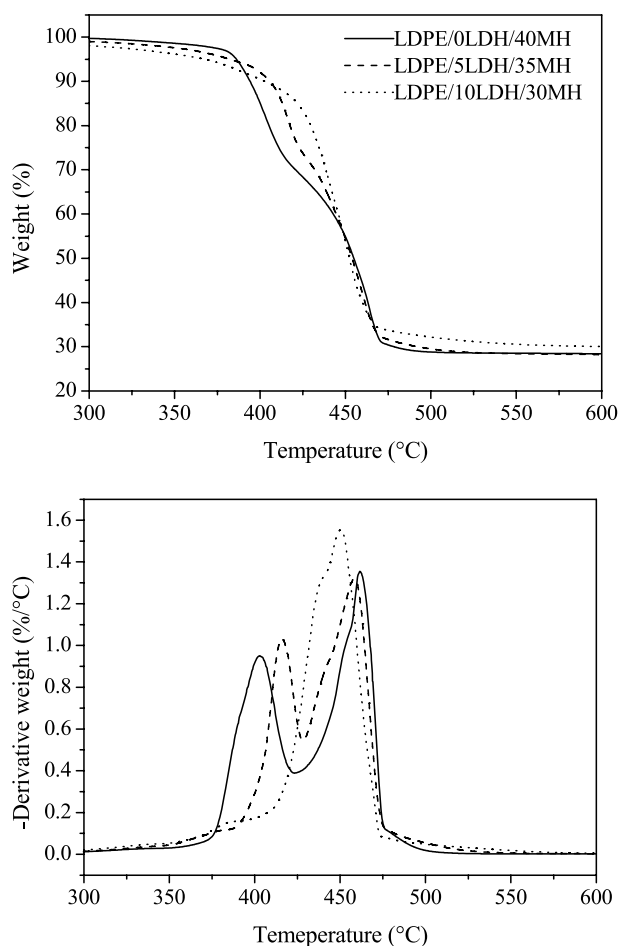 100
90
80
70
60
50
40
30
20
Weight (%)
LDPE/0LDH/40MH
LDPE/5LDH/35MH
LDPE/10LDH/30MH
300 350 400 450 500 550 600
Temperature (°C)
1.6
1.4
1.2
1.0
0.8
0.6
0.4
0.2
0.0
-Derivative weight (%/°C)
300 350 400 450 500 550 600
Temeperature (°C)